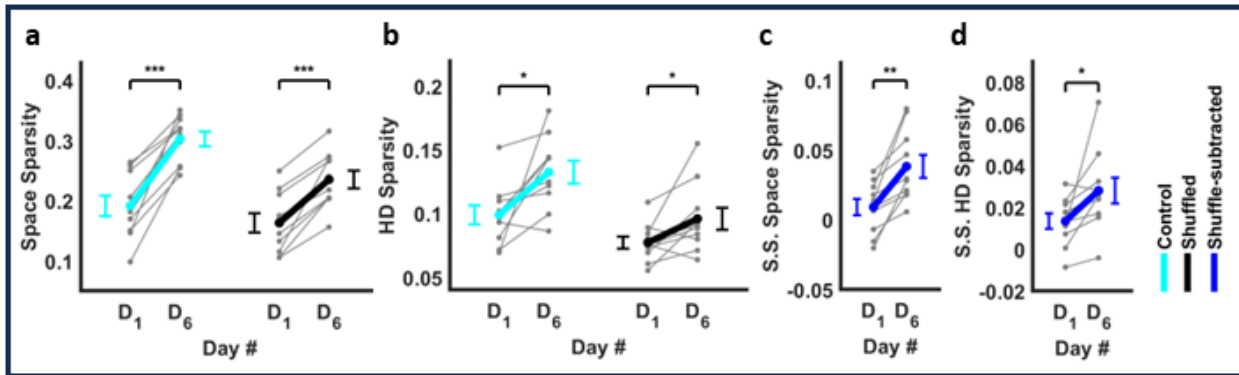 a
Space Sparsity
0.4
0.3
0.2
0.1
***
***
D1 D6 D1 D6
Day #
b
HD Sparsity
0.2
0.15
0.1
0.05
*
*
D1 D6 D1 D6
Day #
c
S.S. Space Sparsity
0.1
0.05
0
-0.05
**
D1 D6
Day #
d
S.S. HD Sparsity
0.08
0.06
0.04
0.02
0
-0.02
*
D1 D6
Day #
Control
Shuffled
Shuffle-subtracted